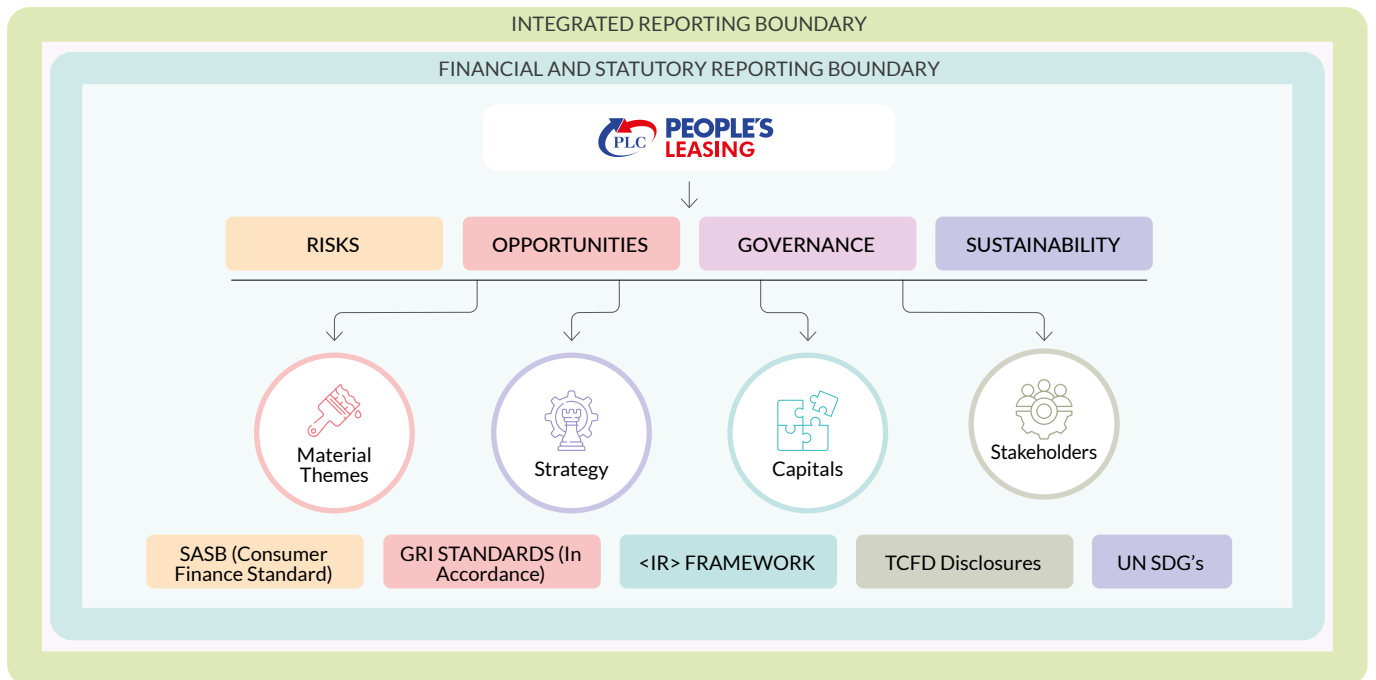 INTEGRATED REPORTING BOUNDARY
FINANCIAL AND STATUTORY REPORTING BOUNDARY
PLC
PEOPLE'S
LEASING
RISKS
OPPORTUNITIES
GOVERNANCE
SUSTAINABILITY
Material
Themes
Strategy
Capitals
Stakeholders
SASB (Consumer
Finance Standard)
GRI STANDARDS (In
Accordance)
<IR> FRAMEWORK
TCFD Disclosures
UN SDG's